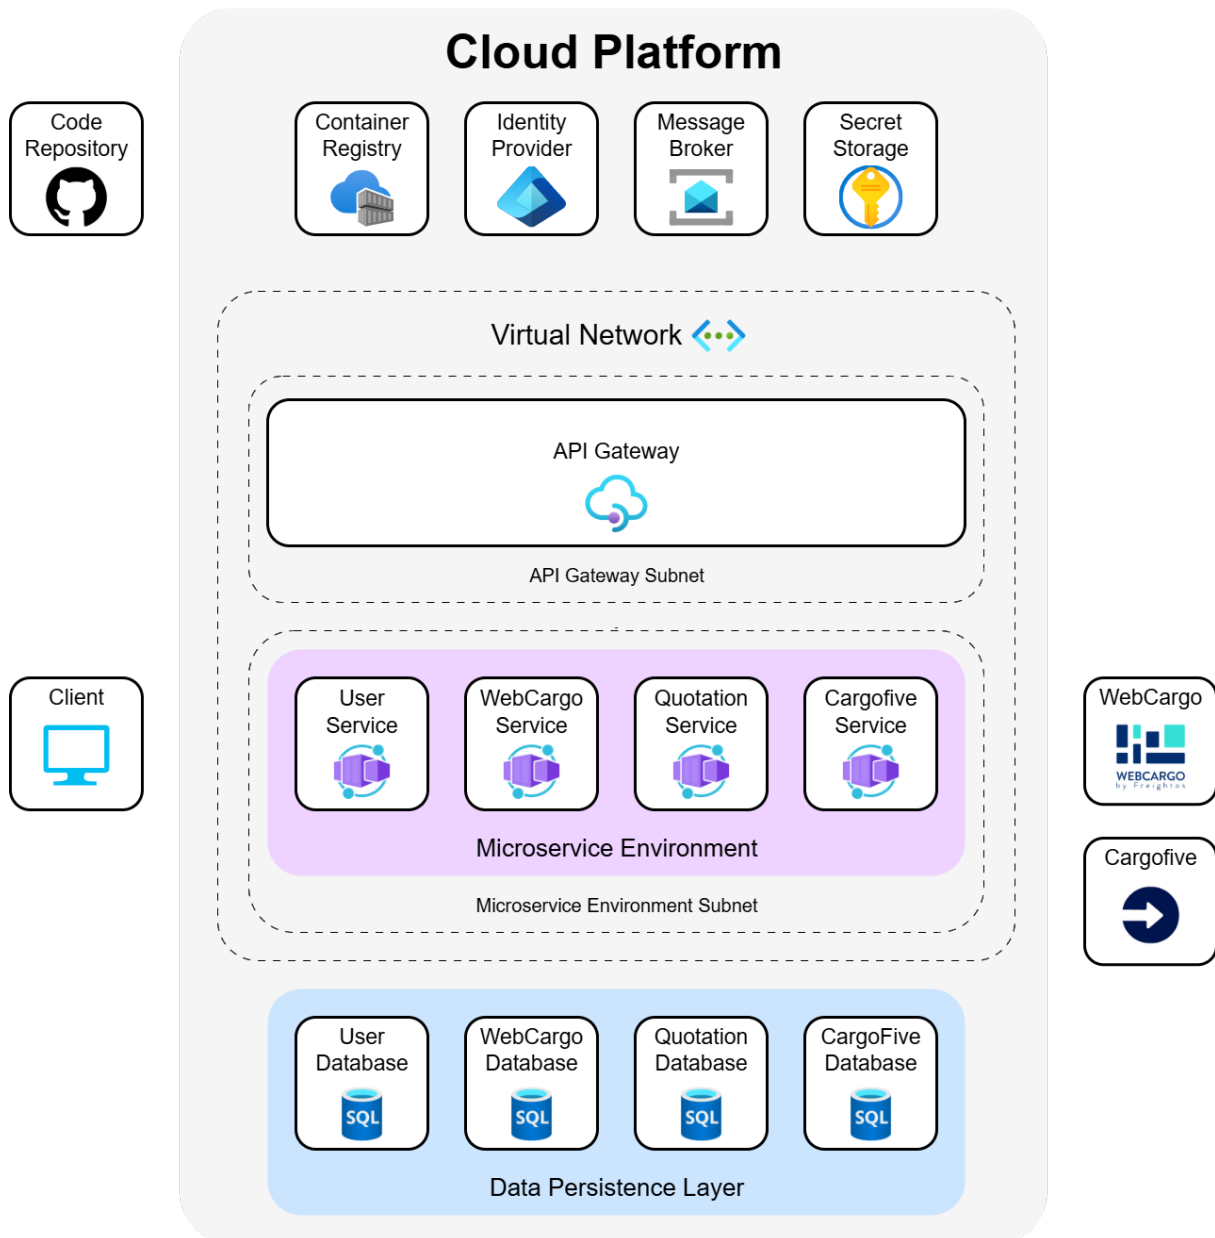 Cloud Platform
Code
Repository
Container
Registry
Identity
Provider
Message
Broker
Secret
Storage
Virtual Network
API Gateway
API Gateway Subnet
Client
User
Service
WebCargo
Service
Quotation
Service
Cargofive
Service
Microservice Environment
Microservice Environment Subnet
WebCargo
WEBCARGO
by Freightos
Cargofive
User
Database
SQL
WebCargo
Database
SQL
Quotation
Database
SQL
CargoFive
Database
SQL
Data Persistence Layer